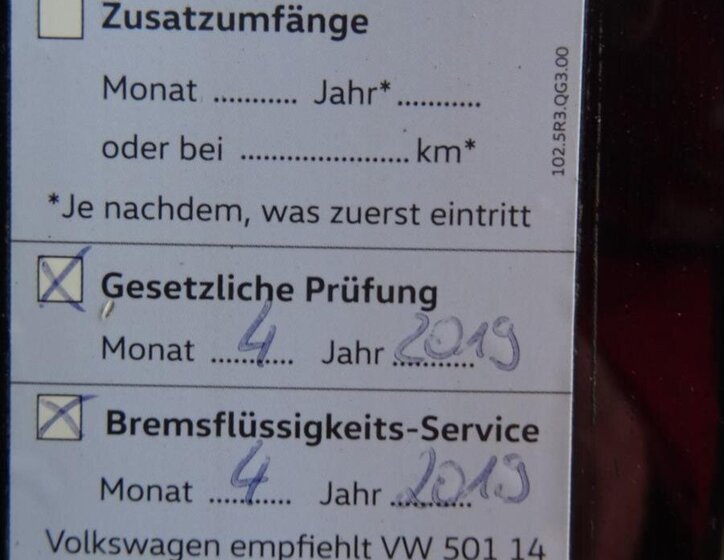 Zusatzumfänge
Monat .......... Jahr*..........
oder bei .....................km*
*Je nachdem, was zuerst eintritt
Gesetzliche Prüfung
Monat ...4... Jahr 2019
Bremsflüssigkeits-Service
Monat ...4... Jahr 2019
Volkswagen empfiehlt VW 501 14
102.5R3.QG3.00